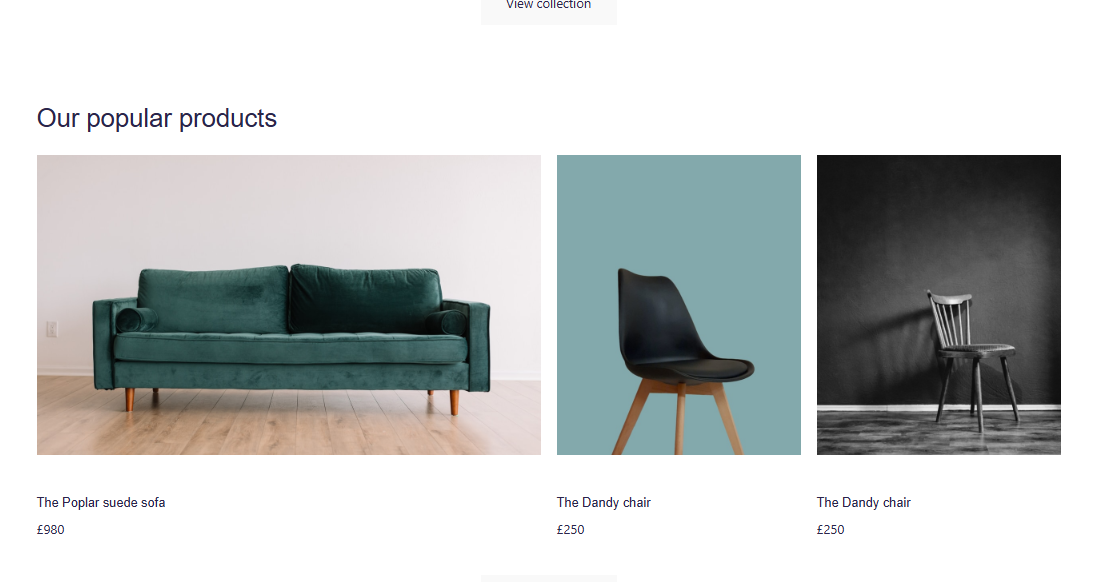 View collection
Our popular products
The Poplar suede sofa
The Dandy chair
The Dandy chair
£980
£250
£250